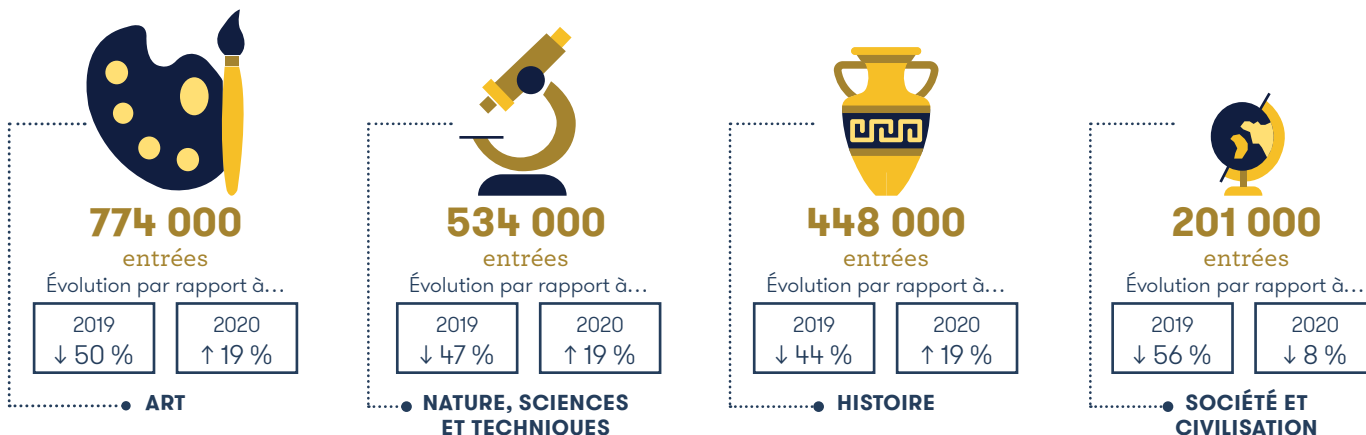 774 000
entrées
Évolution par rapport à...
2019
↓ 50 %
2020
↑ 19 %
ART
534 000
entrées
Évolution par rapport à...
2019
↓ 47 %
2020
↑ 19 %
NATURE, SCIENCES
ET TECHNIQUES
448 000
entrées
Évolution par rapport à...
2019
↓ 44 %
2020
↑ 19 %
HISTOIRE
201 000
entrées
Évolution par rapport à...
2019
↓ 56 %
2020
↓ 8 %
SOCIÉTÉ ET
CIVILISATION